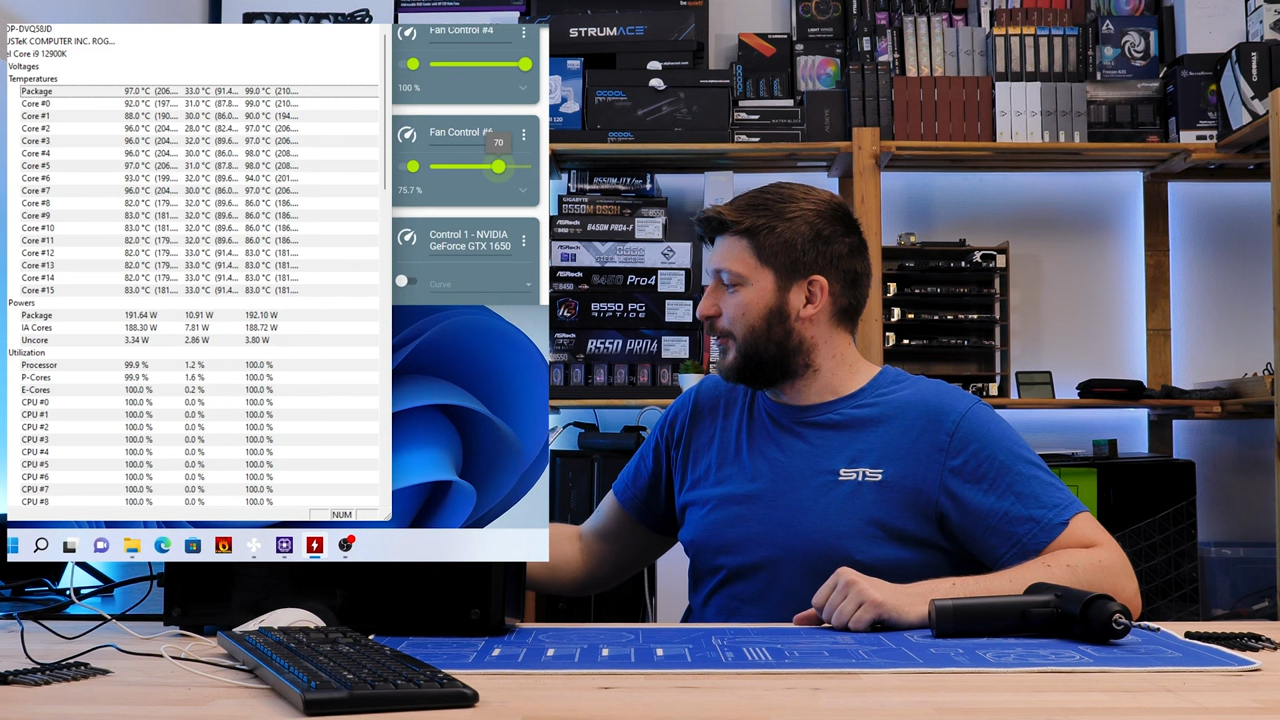 OP-DVQ58JD
JSTeK COMPUTER INC. ROG...
Core i9 12900K
Voltages
Temperatures
Package 97.0 °C (206.... 33.0 °C (91.4... 99.0 °C (210....
Core #0 92.0 °C (197.... 31.0 °C (87.8... 99.0 °C (210....
Core #1 88.0 °C (190.... 30.0 °C (86.0... 90.0 °C (194....
Core #2 96.0 °C (204.... 28.0 °C (82.4... 97.0 °C (206....
Core #3 96.0 °C (204.... 32.0 °C (89.6... 97.0 °C (206....
Core #4 96.0 °C (204.... 30.0 °C (86.0... 98.0 °C (208....
Core #5 97.0 °C (206.... 31.0 °C (87.8... 98.0 °C (208....
Core #6 93.0 °C (199.... 32.0 °C (89.6... 94.0 °C (201....
Core #7 96.0 °C (204.... 30.0 °C (86.0... 97.0 °C (206....
Core #8 82.0 °C (179.... 32.0 °C (89.6... 86.0 °C (186....
Core #9 83.0 °C (181.... 32.0 °C (89.6... 86.0 °C (186....
Core #10 83.0 °C (181.... 32.0 °C (89.6... 86.0 °C (186....
Core #11 82.0 °C (179.... 32.0 °C (89.6... 86.0 °C (186....
Core #12 82.0 °C (179.... 33.0 °C (91.4... 83.0 °C (181....
Core #13 82.0 °C (179.... 32.0 °C (89.6... 83.0 °C (181....
Core #14 82.0 °C (179.... 33.0 °C (91.4... 83.0 °C (181....
Core #15 83.0 °C (181.... 33.0 °C (91.4... 83.0 °C (181....
Powers
Package 191.64 W 10.91 W 192.10 W
IA Cores 188.30 W 7.81 W 188.72 W
Uncore 3.34 W 2.86 W 3.80 W
Utilization
Processor 99.9 % 1.2 % 100.0 %
P-Cores 99.9 % 1.6 % 100.0 %
E-Cores 100.0 % 0.2 % 100.0 %
CPU #0 100.0 % 0.0 % 100.0 %
CPU #1 100.0 % 0.0 % 100.0 %
CPU #2 100.0 % 0.0 % 100.0 %
CPU #3 100.0 % 0.0 % 100.0 %
CPU #4 100.0 % 0.0 % 100.0 %
CPU #5 100.0 % 0.0 % 100.0 %
CPU #6 100.0 % 0.0 % 100.0 %
CPU #7 100.0 % 0.0 % 100.0 %
CPU #8 100.0 % 0.0 % 100.0 %
NUM
Fan Control #4
100 %
Fan Control #6
70
75.7 %
Control 1 - NVIDIA
GeForce GTX 1650
Curve
STRIMACE
OCOOL
OCOOL
WATER BLOCK
ARCTIC
B550M-ITX/ac
GIGABYTE
B550M DS3H
B550
ASRock
B450M PRO4-F
ASRock
STEEL LEGEND
ASRock
B450 Pro4
B550 PG
RIPTIDE
B550 PRO4
B550
STS